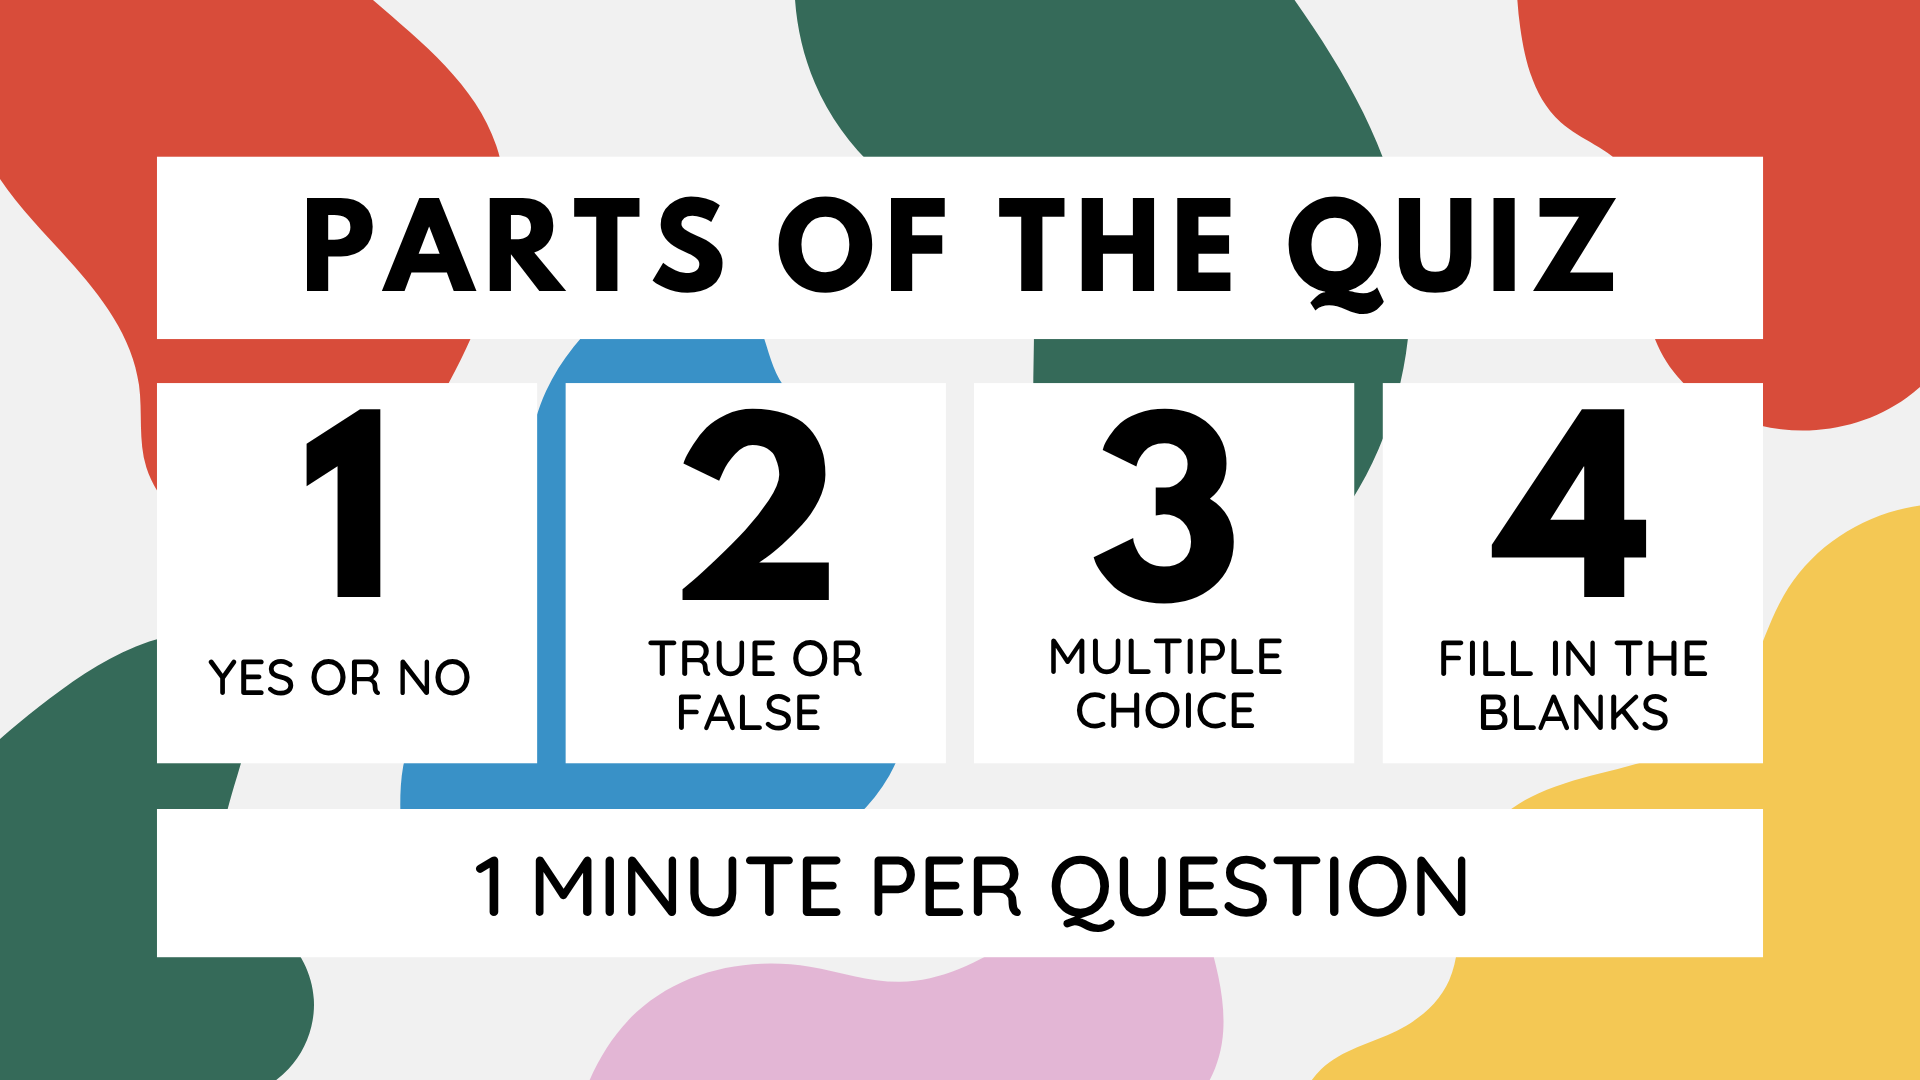 PARTS OF THE QUIZ
1
YES OR NO
2
TRUE OR
FALSE
3
MULTIPLE
CHOICE
4
FILL IN THE
BLANKS
1 MINUTE PER QUESTION